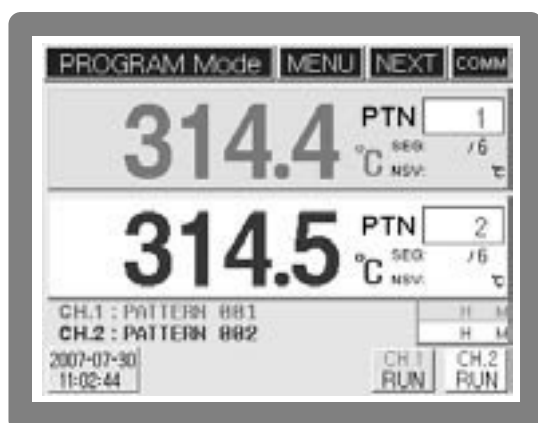 PROGRAM Mode MENU NEXT COMM
314.4 °C PTN 1
SEG: /6
NSV: ℃
314.5 °C PTN 2
SEG: /6
NSV: ℃
CH.1 : PATTERN 001 H M
CH.2 : PATTERN 002 H M
2007-07-30
11:02:44
CH.1
RUN
CH.2
RUN